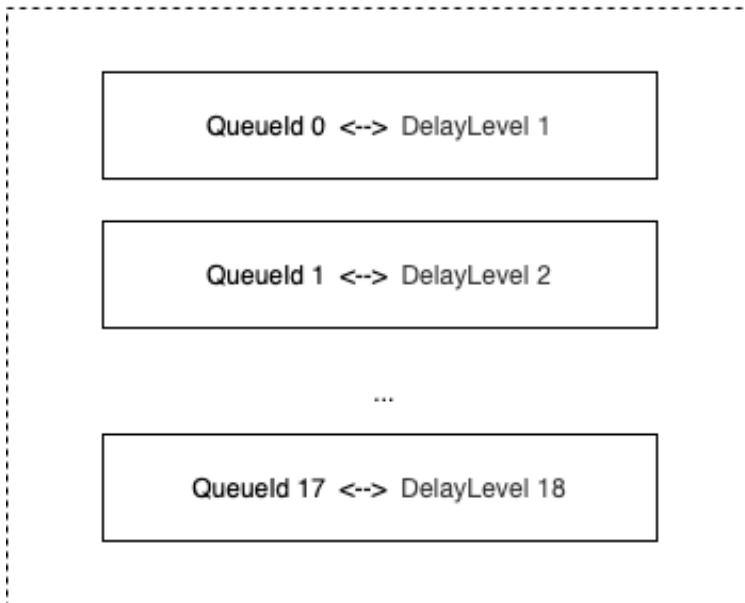 QueueId 0 <--> DelayLevel 1
QueueId 1 <--> DelayLevel 2
...
QueueId 17 <--> DelayLevel 18